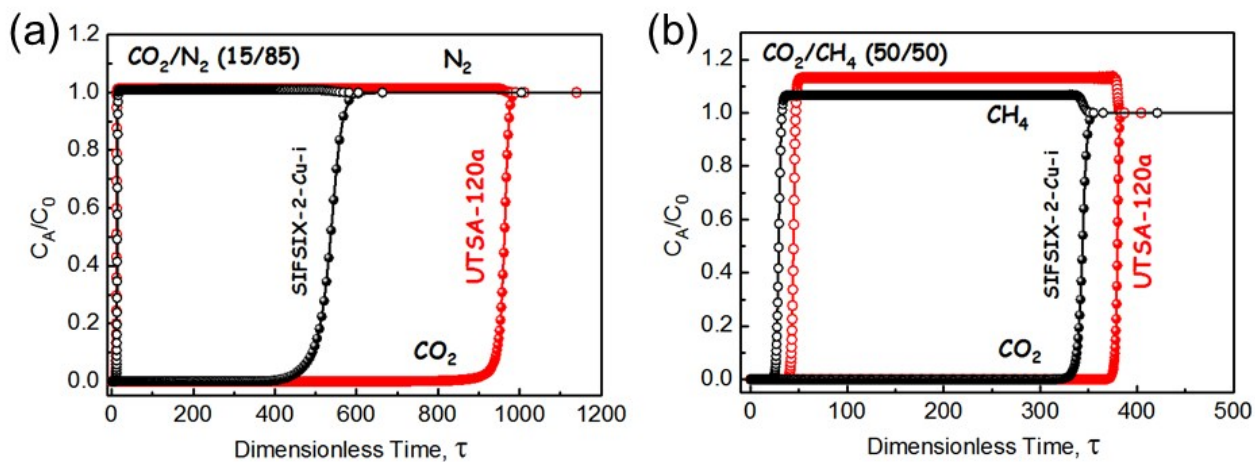 (a)
CO₂/N₂ (15/85)
N₂
SIFSIX-2-Cu-i
UTSA-120a
CO₂
C_A/C₀
1.2
1.0
0.8
0.6
0.4
0.2
0.0
0 200 400 600 800 1000 1200
Dimensionless Time, τ
(b)
CO₂/CH₄ (50/50)
CH₄
SIFSIX-2-Cu-i
UTSA-120a
CO₂
C_A/C₀
1.2
1.0
0.8
0.6
0.4
0.2
0.0
0 100 200 300 400 500
Dimensionless Time, τ